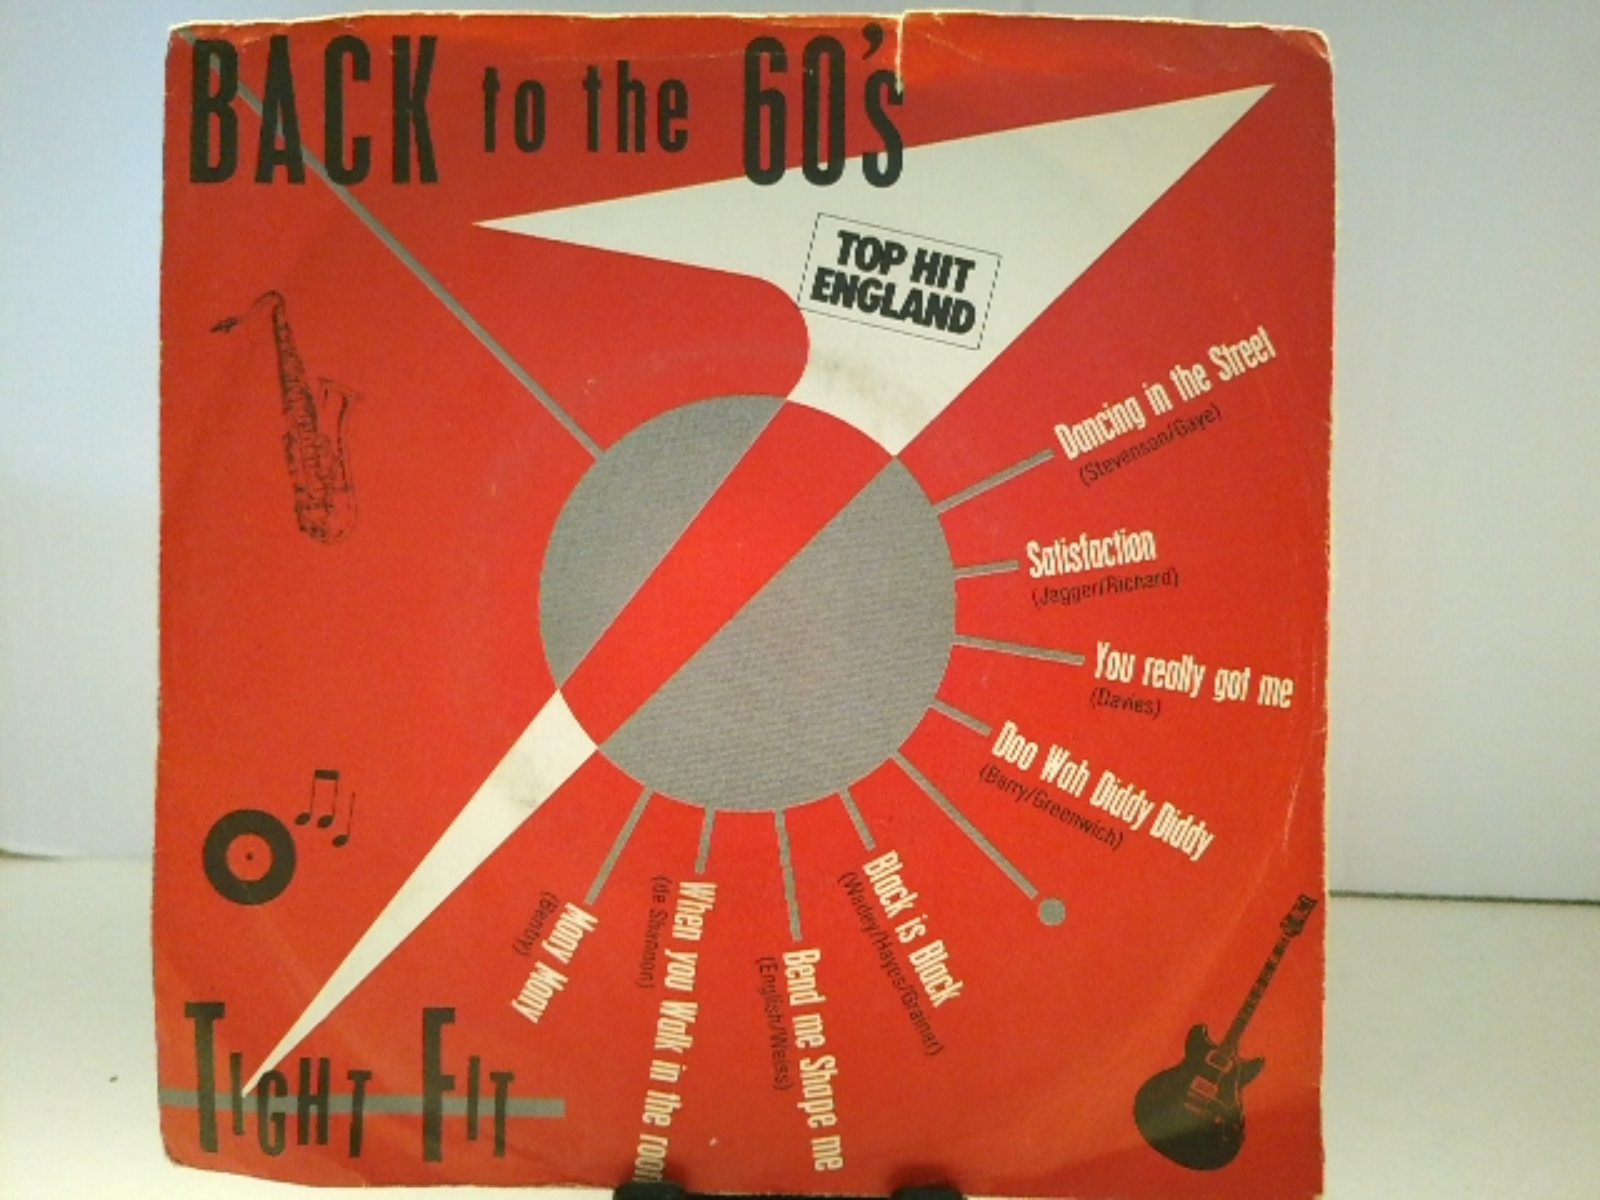 BACK to the 60's
TOP HIT
ENGLAND
Dancing in the Street
(Stevenson/Gaye)
Satisfaction
(Jagger/Richard)
You really got me
(Davies)
Doo Wah Diddy Diddy
(Barry/Greenwich)
Black is Black
(Wadey/Hayes/Grainer)
Bend me Shape me
(English/Weiss)
When you Walk in the room
(de Shannon)
Mony Mony
TIGHT FIT